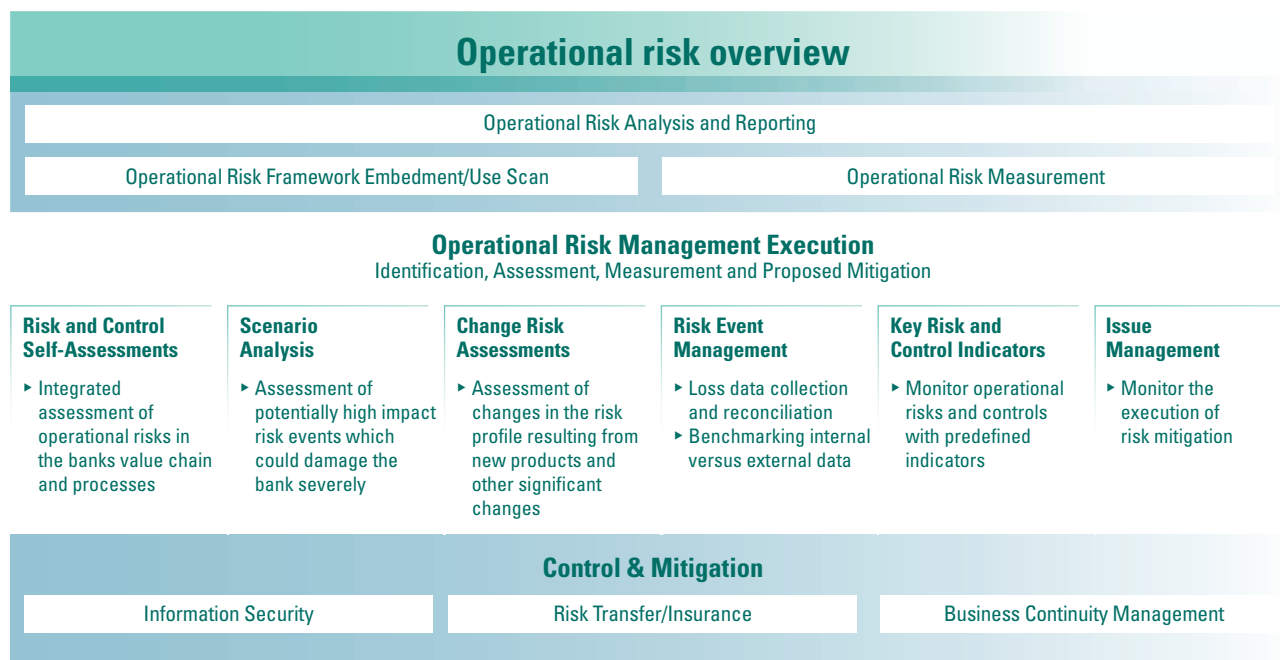 Operational risk overview
Operational Risk Analysis and Reporting
Operational Risk Framework Embedment/Use Scan
Operational Risk Measurement
Operational Risk Management Execution
Identification, Assessment, Measurement and Proposed Mitigation
Risk and Control
Self-Assessments
▸ Integrated
assessment of
operational risks in
the banks value chain
and processes
Scenario
Analysis
▸ Assessment of
potentially high impact
risk events which
could damage the
bank severely
Change Risk
Assessments
▸ Assessment of
changes in the risk
profile resulting from
new products and
other significant
changes
Risk Event
Management
▸ Loss data collection
and reconciliation
▸ Benchmarking internal
versus external data
Key Risk and
Control Indicators
▸ Monitor operational
risks and controls
with predefined
indicators
Issue
Management
▸ Monitor the
execution of
risk mitigation
Control & Mitigation
Information Security
Risk Transfer/Insurance
Business Continuity Management